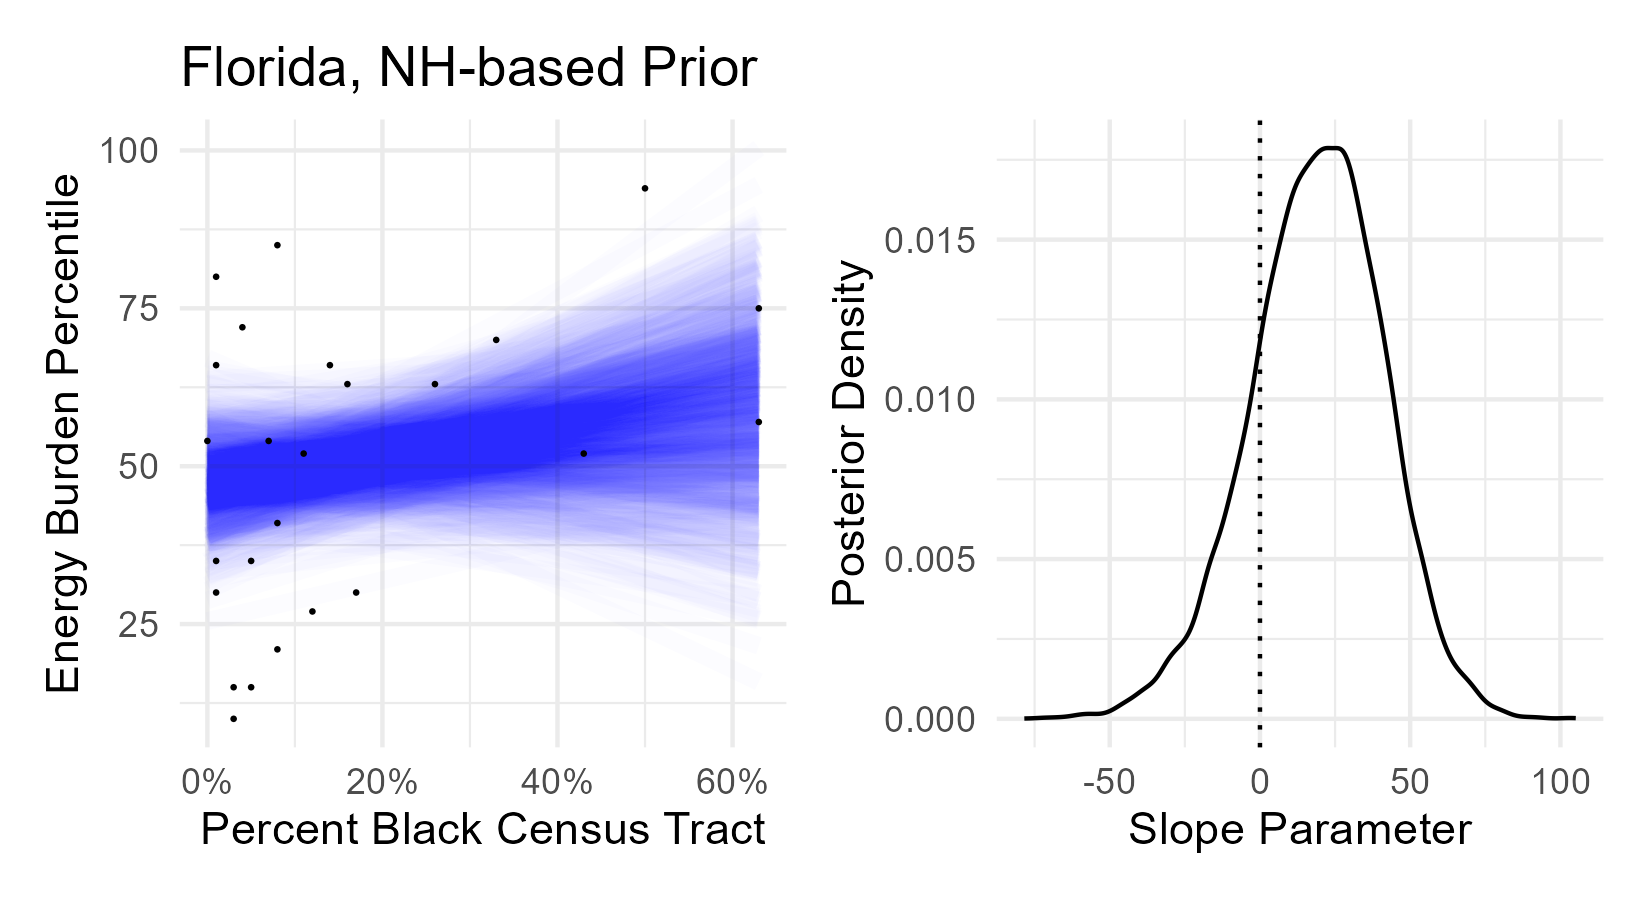 Florida, NH-based Prior
Energy Burden Percentile
100
75
50
25
0% 20% 40% 60%
Percent Black Census Tract
Posterior Density
0.015
0.010
0.005
0.000
-50 0 50 100
Slope Parameter